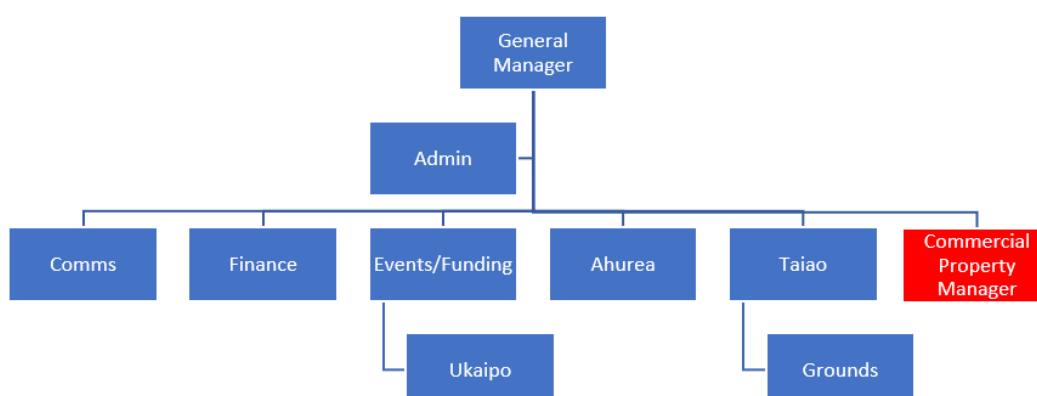 General
Manager
Admin
Comms
Finance
Events/Funding
Ahurea
Taiao
Commercial
Property
Manager
Ukaipo
Grounds